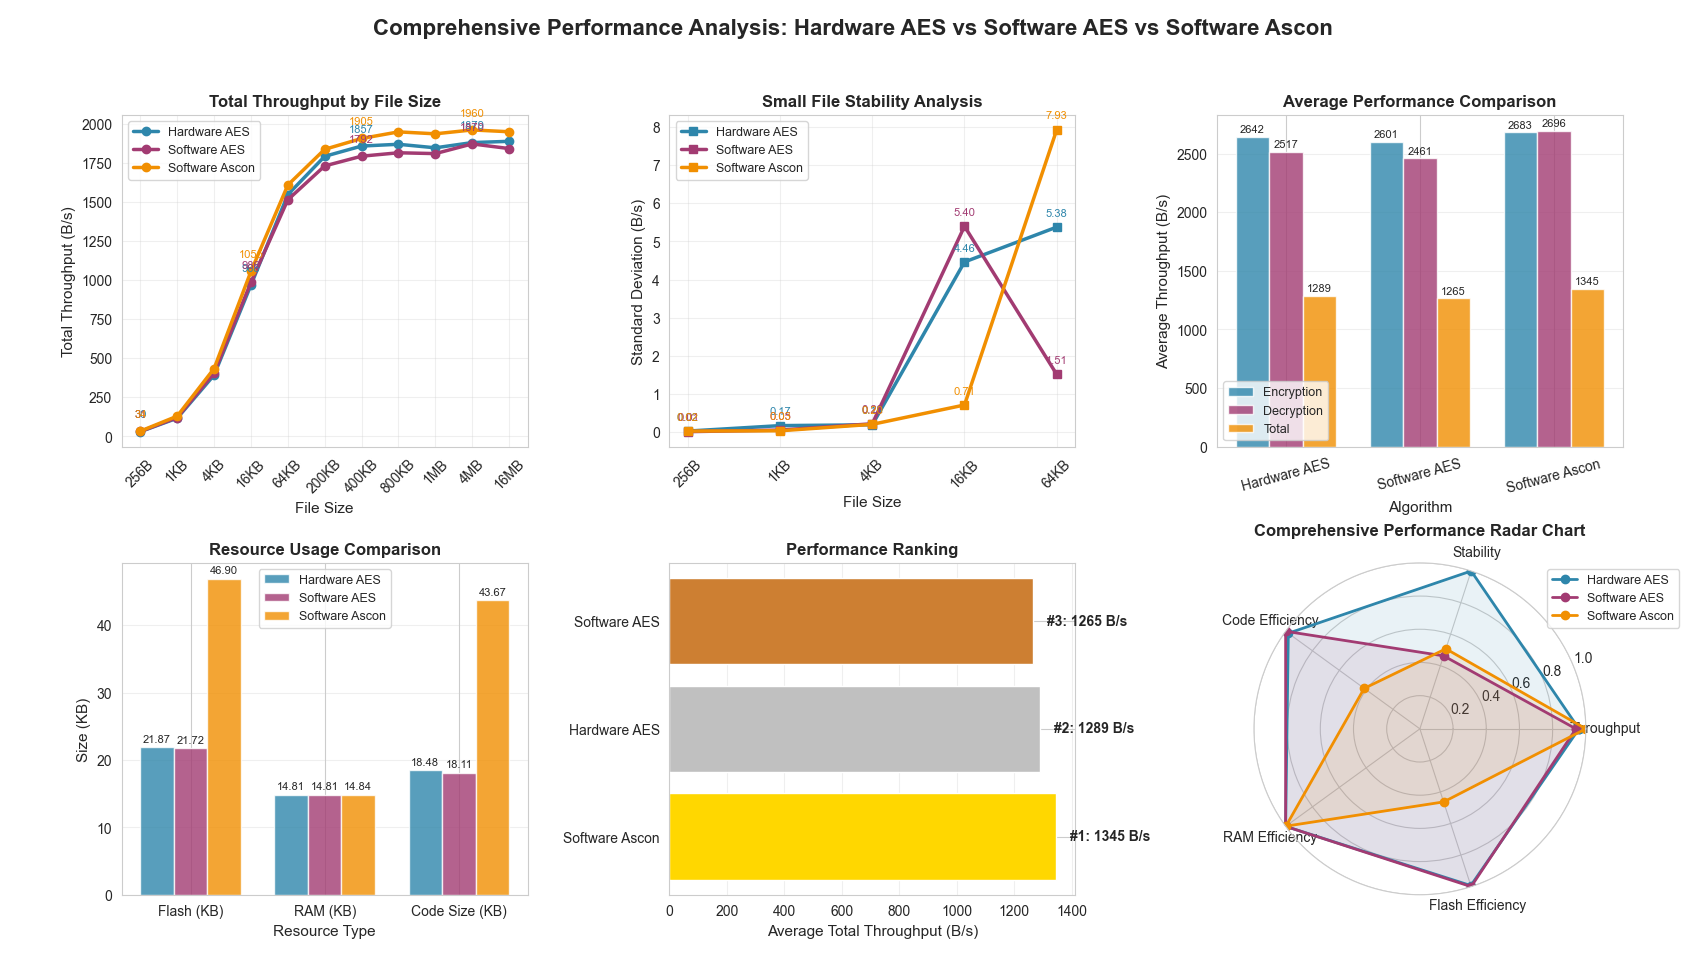 Comprehensive Performance Analysis: Hardware AES vs Software AES vs Software Ascon
Total Throughput by File Size
Hardware AES
Software AES
Software Ascon
Total Throughput (B/s)
2000
1750
1500
1250
1000
750
500
250
0
1905
1857
1960
256B
1KB
4KB
16KB
64KB
200KB
400KB
800KB
1MB
4MB
16MB
File Size
Small File Stability Analysis
Hardware AES
Software AES
Software Ascon
Standard Deviation (B/s)
8
7
6
5
4
3
2
1
0
0.17
5.40
4.46
0.71
7.93
5.38
1.51
256B
1KB
4KB
16KB
64KB
File Size
Average Performance Comparison
Average Throughput (B/s)
2500
2000
1500
1000
500
0
2642
2517
1289
2601
2461
1265
2683
2696
1345
Encryption
Decryption
Total
Hardware AES
Software AES
Software Ascon
Algorithm
Resource Usage Comparison
Hardware AES
Software AES
Software Ascon
Size (KB)
40
30
20
10
0
21.87
21.72
46.90
14.81
14.81
14.84
18.48
18.11
43.67
Flash (KB)
RAM (KB)
Code Size (KB)
Resource Type
Performance Ranking
Software AES
#3: 1265 B/s
Hardware AES
#2: 1289 B/s
Software Ascon
#1: 1345 B/s
0
200
400
600
800
1000
1200
1400
Average Total Throughput (B/s)
Comprehensive Performance Radar Chart
Stability
Hardware AES
Software AES
Software Ascon
Code Efficiency
1.0
0.8
0.6
0.4
0.2
Throughput
RAM Efficiency
Flash Efficiency